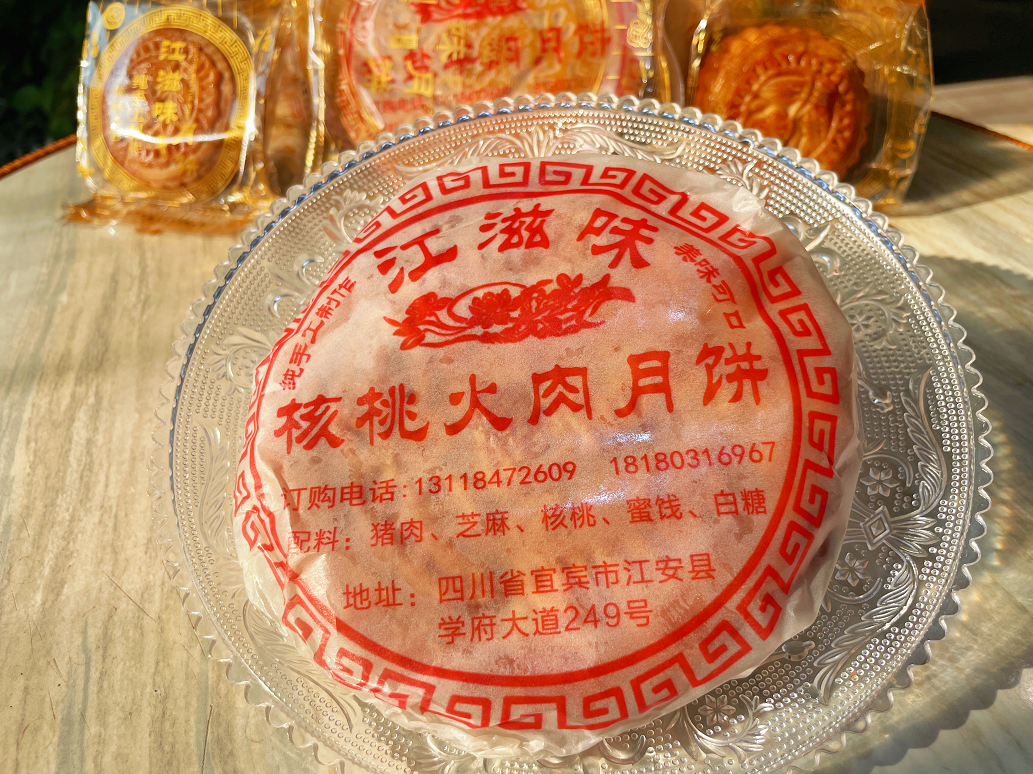 江滋味
月饼
江滋味
纯手工制作
美味可口
核桃火肉月饼
订购电话:13118472609 18180316967
配料：猪肉、芝麻、核桃、蜜饯、白糖
地址：四川省宜宾市江安县
学府大道249号